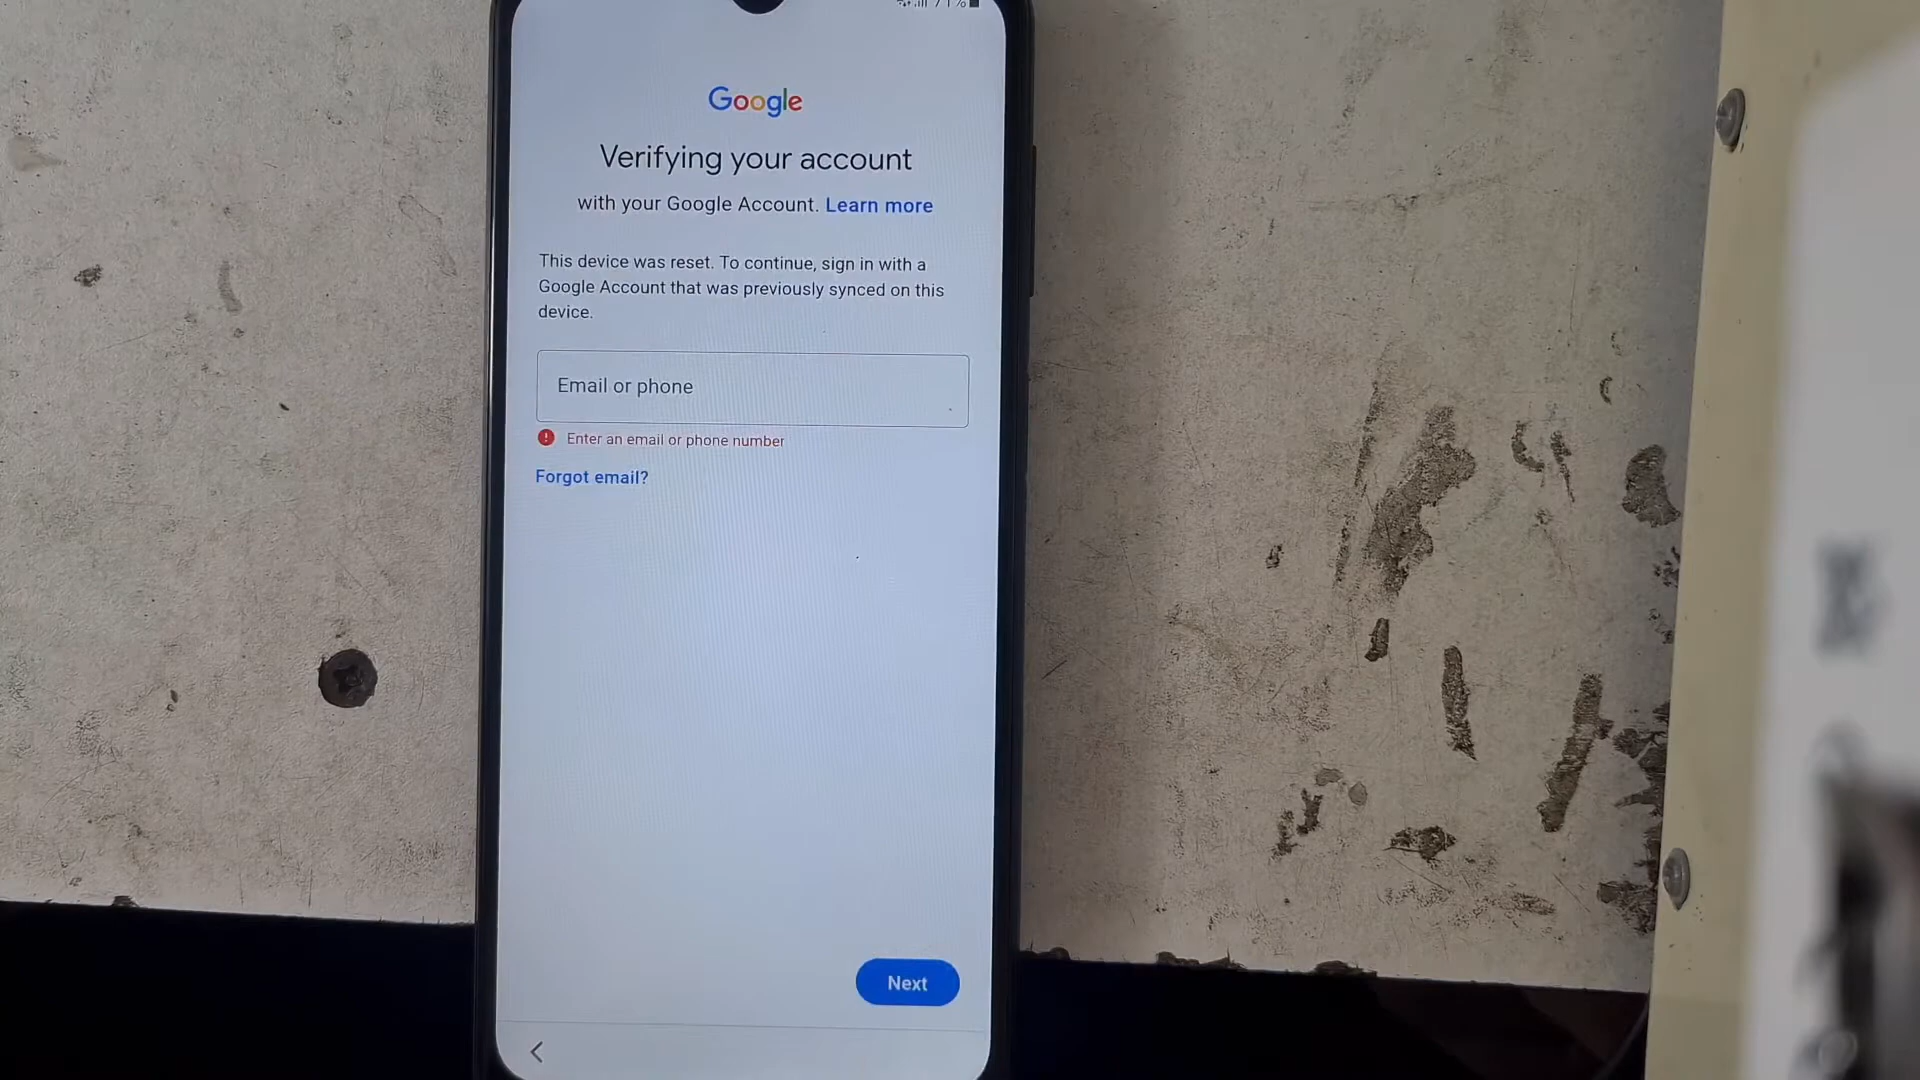 Google
Verifying your account
with your Google Account. Learn more
This device was reset. To continue, sign in with a
Google Account that was previously synced on this
device.
Email or phone
Enter an email or phone number
Forgot email?
Next